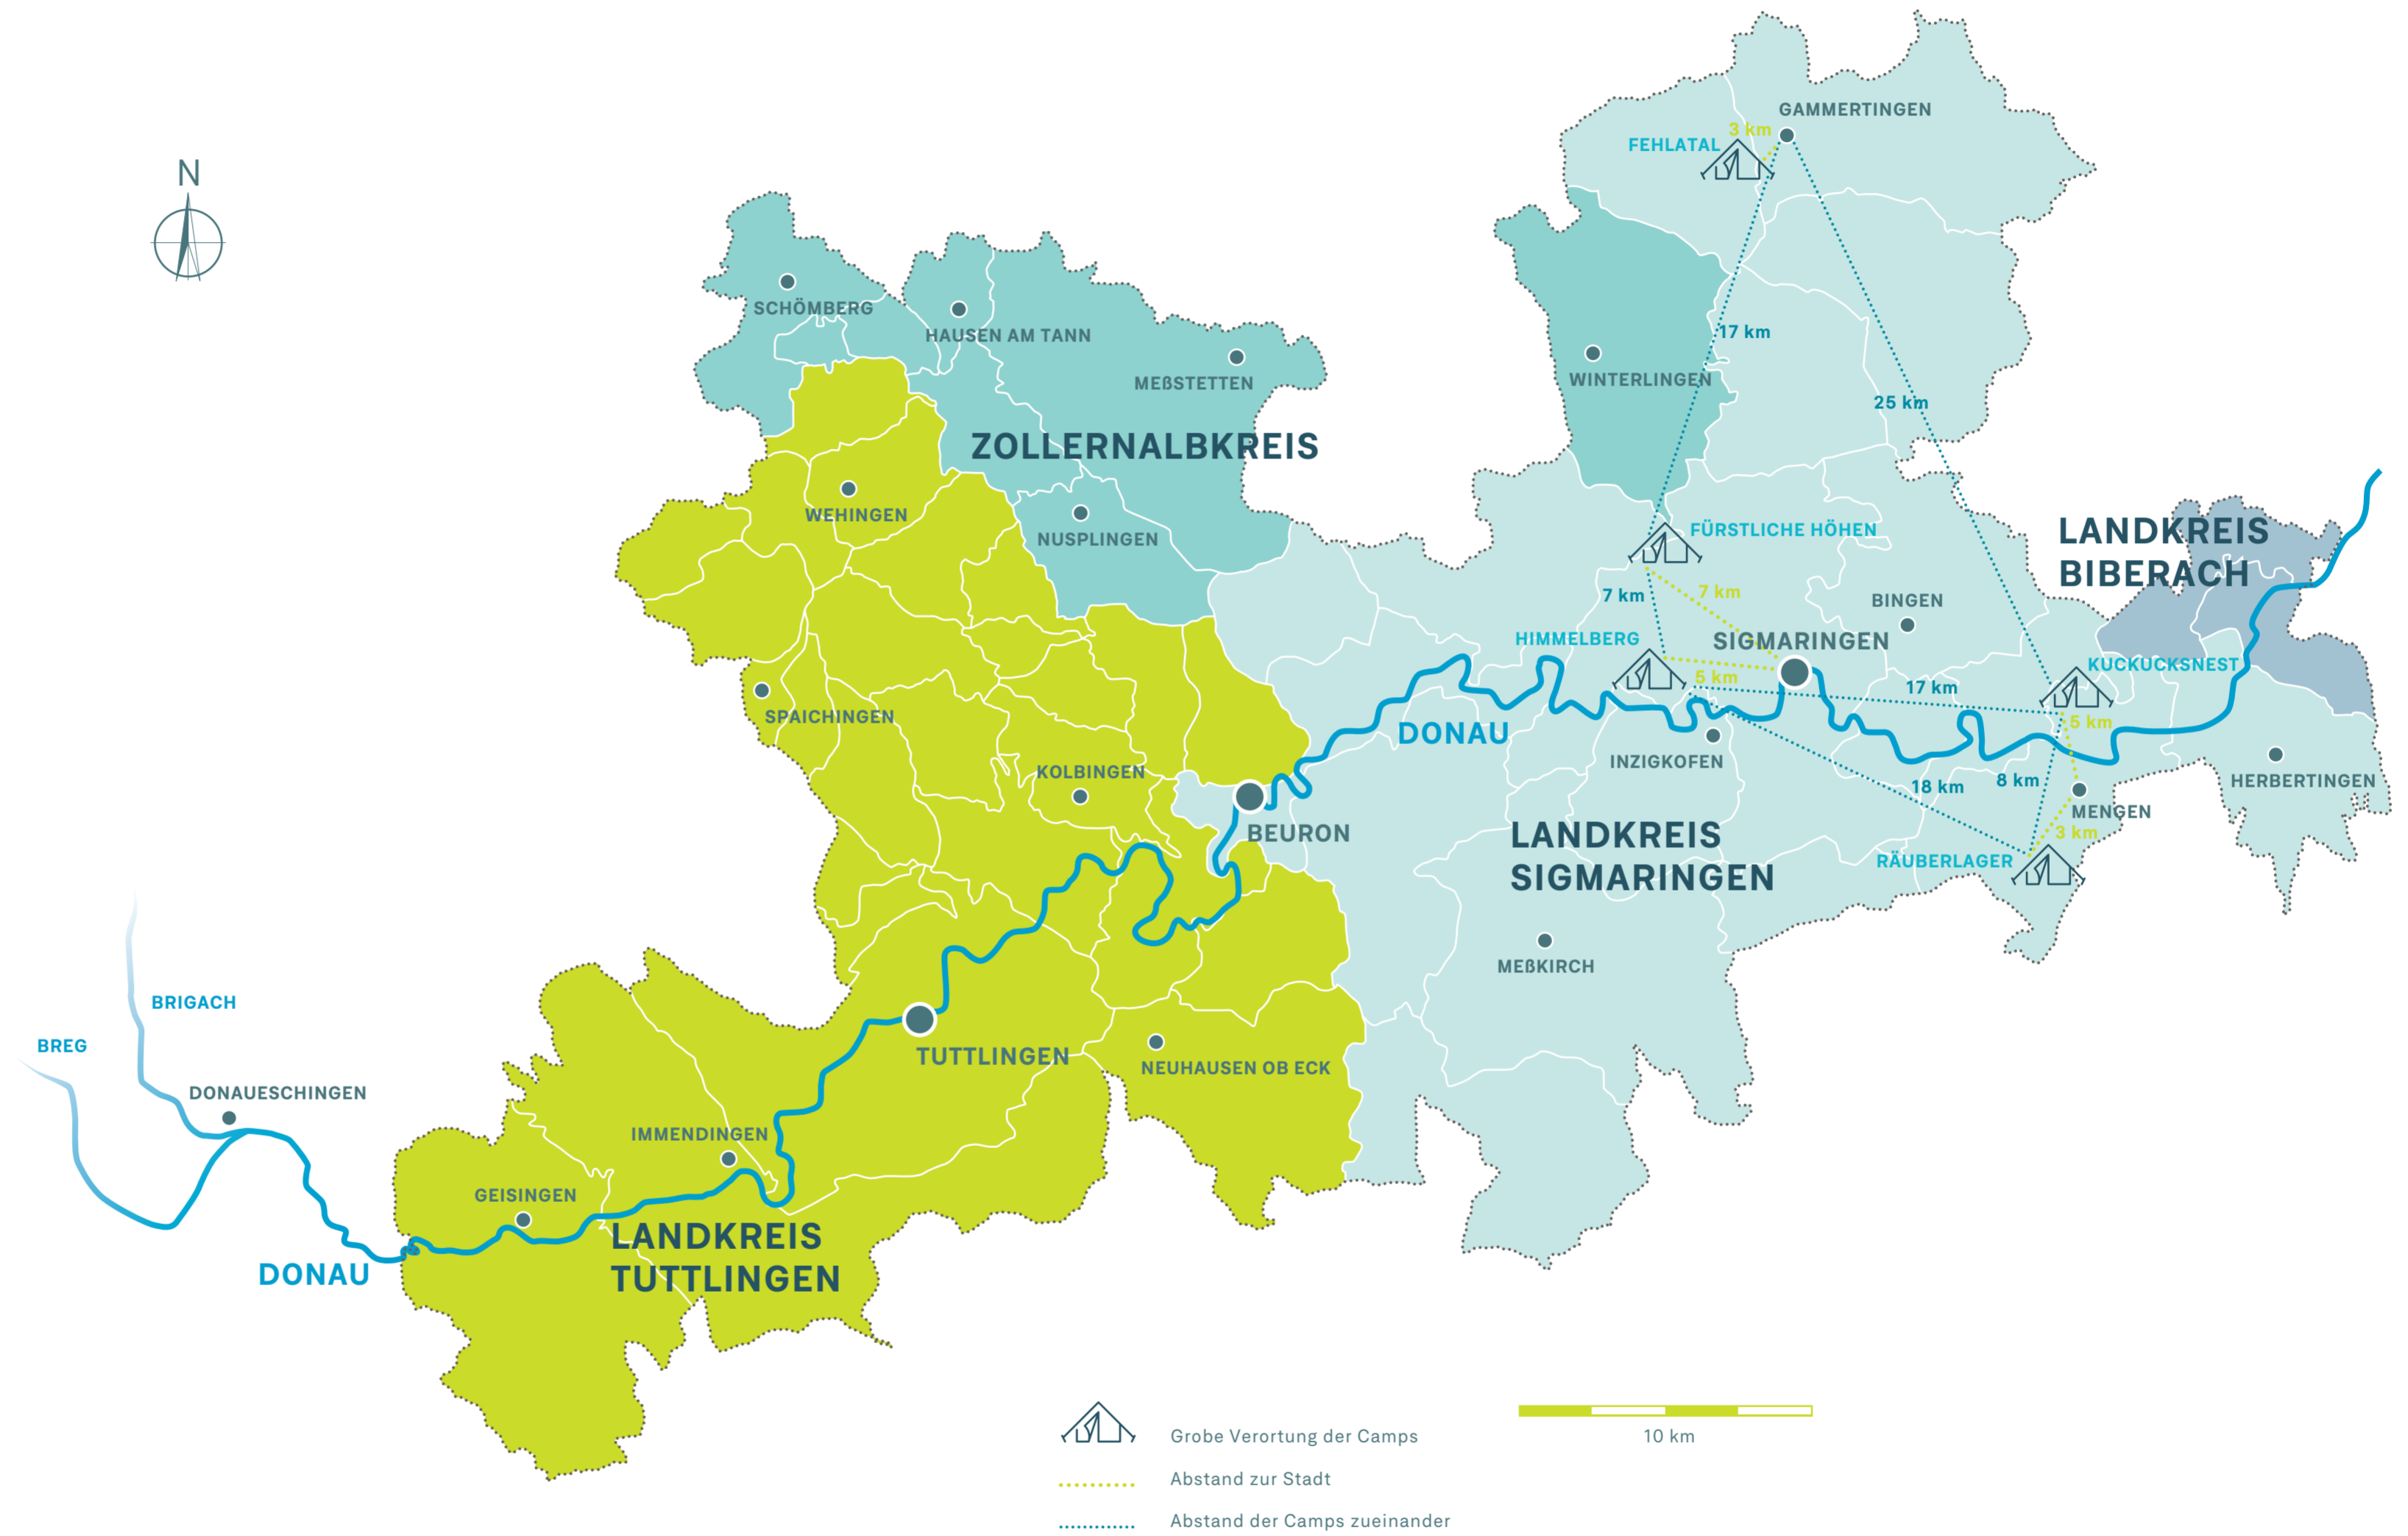 N
GAMMERTINGEN
3 km
FEHLATAL
SCHÖMBERG
HAUSEN AM TANN
MEßSTETTEN
17 km
WINTERLINGEN
25 km
ZOLLERNALBKREIS
WEHINGEN
NUSPLINGEN
FÜRSTLICHE HÖHEN
LANDKREIS
BIBERACH
7 km
7 km
BINGEN
HIMMELBERG
SIGMARINGEN
KUCKUCKSNEST
5 km
17 km
5 km
SPAICHINGEN
DONAU
INZIGKOFEN
KOLBINGEN
18 km
8 km
HERBERTINGEN
MENGEN
3 km
BEURON
LANDKREIS
SIGMARINGEN
RÄUBERLAGER
MEßKIRCH
BRIGACH
BREG
TUTTLINGEN
NEUHAUSEN OB ECK
DONAUESCHINGEN
IMMENDINGEN
GEISINGEN
LANDKREIS
TUTTLINGEN
DONAU
Grobe Verortung der Camps
10 km
Abstand zur Stadt
Abstand der Camps zueinander